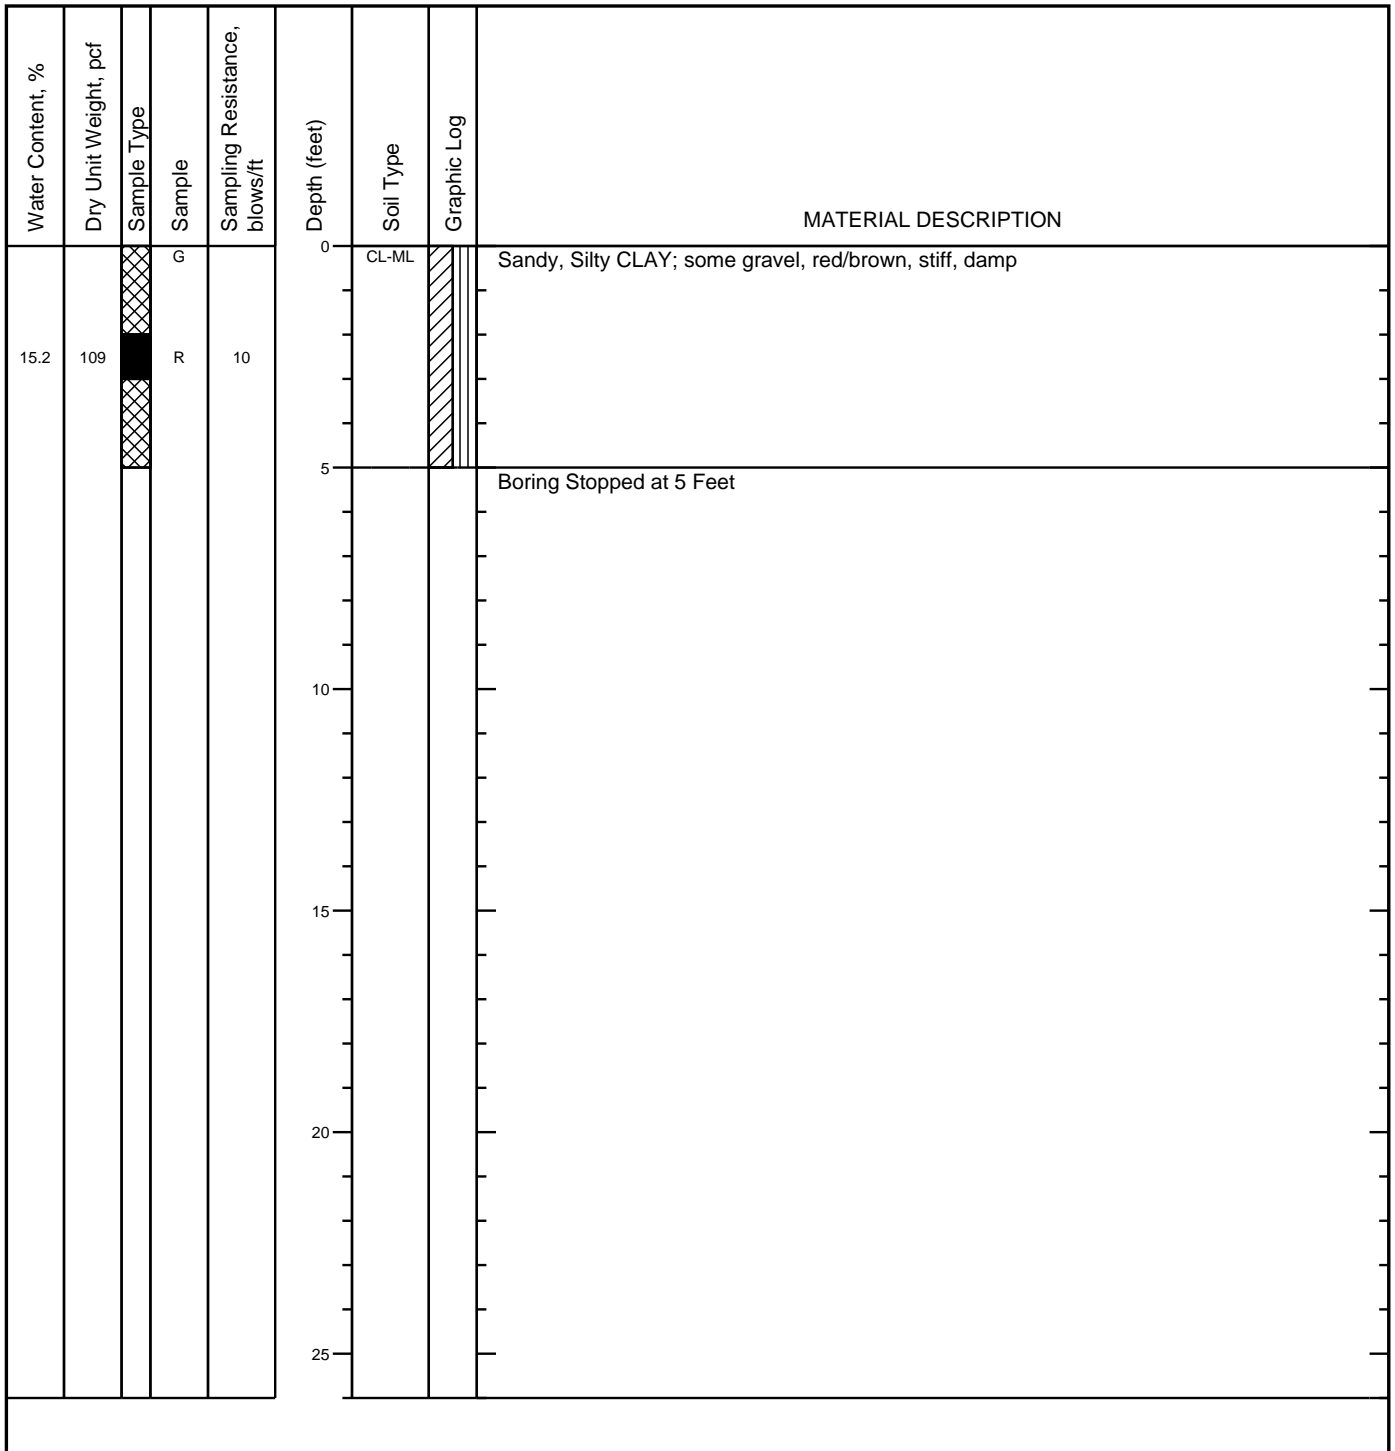 Water Content, %
Dry Unit Weight, pcf
Sample Type
Sample
Sampling Resistance,
blows/ft
Depth (feet)
Soil Type
Graphic Log
MATERIAL DESCRIPTION
0
G
CL-ML
Sandy, Silty CLAY; some gravel, red/brown, stiff, damp
15.2
109
R
10
5
Boring Stopped at 5 Feet
10
15
20
25